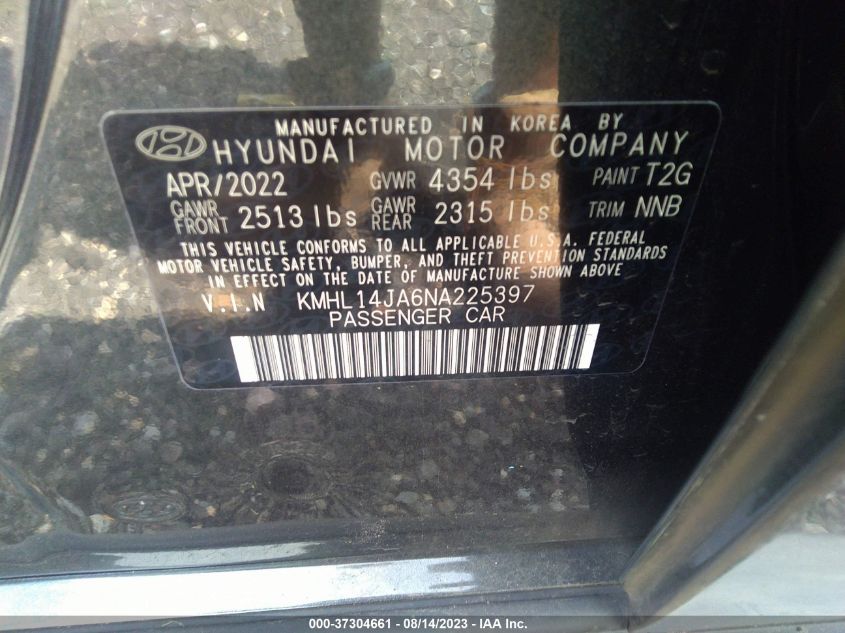 MANUFACTURED IN KOREA BY
HYUNDAI MOTOR COMPANY
APR/2022 GVWR 4354 lbs PAINT T2G
GAWR FRONT 2513 lbs GAWR REAR 2315 lbs TRIM NNB
THIS VEHICLE CONFORMS TO ALL APPLICABLE U.S.A. FEDERAL
MOTOR VEHICLE SAFETY, BUMPER, AND THEFT PREVENTION STANDARDS
IN EFFECT ON THE DATE OF MANUFACTURE SHOWN ABOVE
V.I.N KMHL14JA6NA225397
PASSENGER CAR
000-37304661 - 08/14/2023 - IAA Inc.